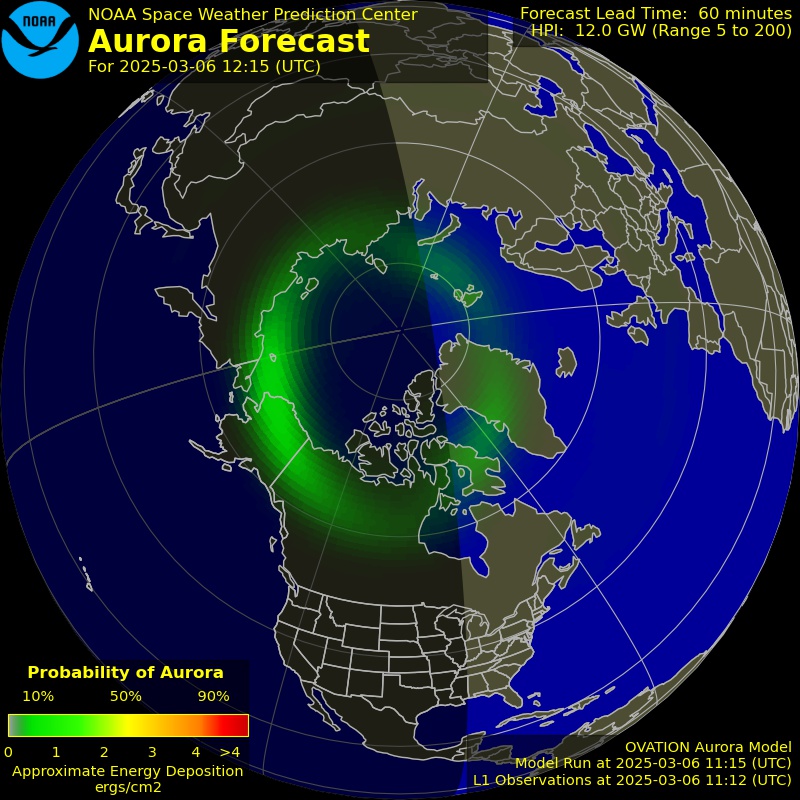 NOAA
NOAA Space Weather Prediction Center
Aurora Forecast
For 2025-03-06 12:15 (UTC)
Forecast Lead Time: 60 minutes
HPI: 12.0 GW (Range 5 to 200)
Probability of Aurora
10% 50% 90%
0 1 2 3 4 >4
Approximate Energy Deposition
ergs/cm2
OVATION Aurora Model
Model Run at 2025-03-06 11:15 (UTC)
L1 Observations at 2025-03-06 11:12 (UTC)